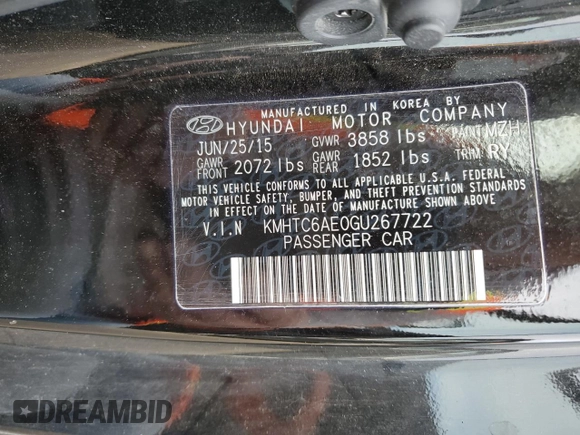 MANUFACTURED IN KOREA BY
HYUNDAI MOTOR COMPANY
JUN/25/15 GVWR 3858 lbs PAINT MZH
GAWR FRONT 2072 lbs GAWR REAR 1852 lbs TRIM RY
THIS VEHICLE CONFORMS TO ALL APPLICABLE U.S.A. FEDERAL
MOTOR VEHICLE SAFETY, BUMPER, AND THEFT PREVENTION STANDARDS
IN EFFECT ON THE DATE OF MANUFACTURE SHOWN ABOVE.
V.I.N KMHTC6AE0GU267722
PASSENGER CAR
DREAMBID